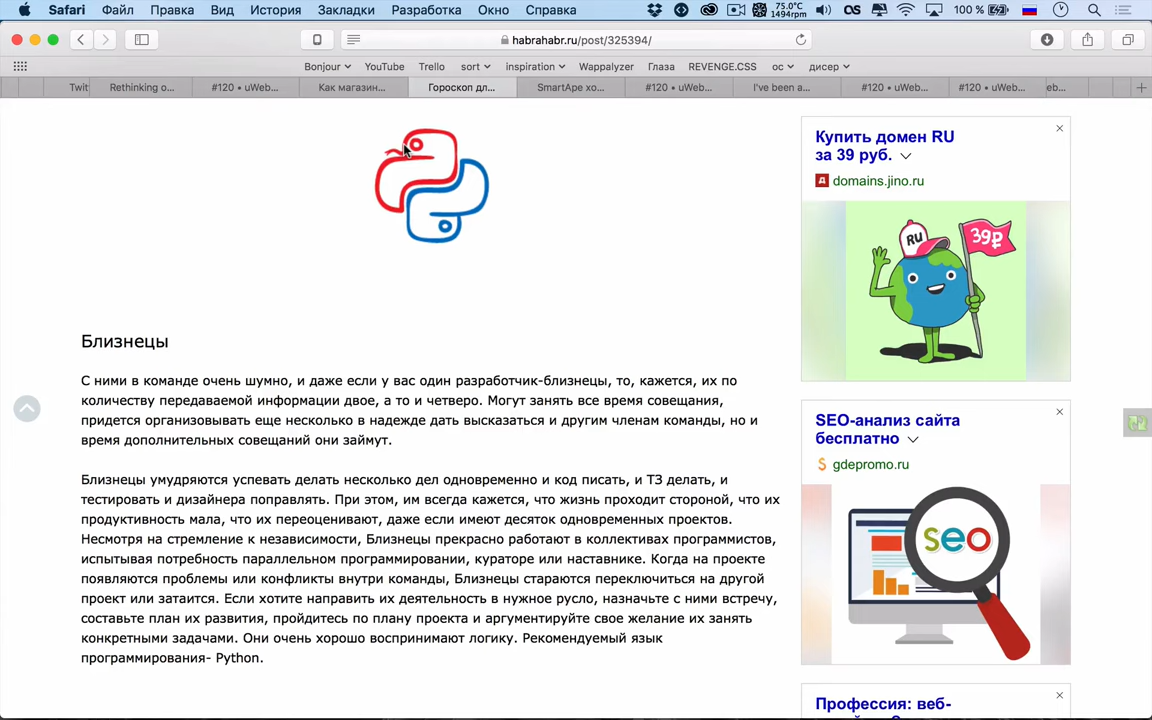 Safari Файл Правка Вид История Закладки Разработка Окно Справка 75.0°C 1494rpm 100 %
habrahabr.ru/post/325394/
Bonjour YouTube Trello sort inspiration Wappalyzer Глаза REVENGE.CSS ос дисер
Twit Rethinking o... #120 • uWeb... Как магазин... Гороскоп дл... SmartApe хо... #120 • uWeb... I've been a... #120 • uWeb... #120 • uWeb... eb...
Близнецы
С ними в команде очень шумно, и даже если у вас один разработчик-близнецы, то, кажется, их по
количеству передаваемой информации двое, а то и четверо. Могут занять все время совещания,
придется организовывать еще несколько в надежде дать высказаться и другим членам команды, но и
время дополнительных совещаний они займут.
Близнецы умудряются успевать делать несколько дел одновременно и код писать, и ТЗ делать, и
тестировать и дизайнера поправлять. При этом, им всегда кажется, что жизнь проходит стороной, что их
продуктивность мала, что их переоценивают, даже если имеют десяток одновременных проектов.
Несмотря на стремление к независимости, Близнецы прекрасно работают в коллективах программистов,
испытывая потребность параллельном программировании, кураторе или наставнике. Когда на проекте
появляются проблемы или конфликты внутри команды, Близнецы стараются переключиться на другой
проект или затаится. Если хотите направить их деятельность в нужное русло, назначьте с ними встречу,
составьте план их развития, пройдитесь по плану проекта и аргументируйте свое желание их занять
конкретными задачами. Они очень хорошо воспринимают логику. Рекомендуемый язык
программирования- Python.
Купить домен RU
за 39 руб.
domains.jino.ru
RU
39₽
SEO-анализ сайта
бесплатно
gdepromo.ru
seo
Профессия: веб-